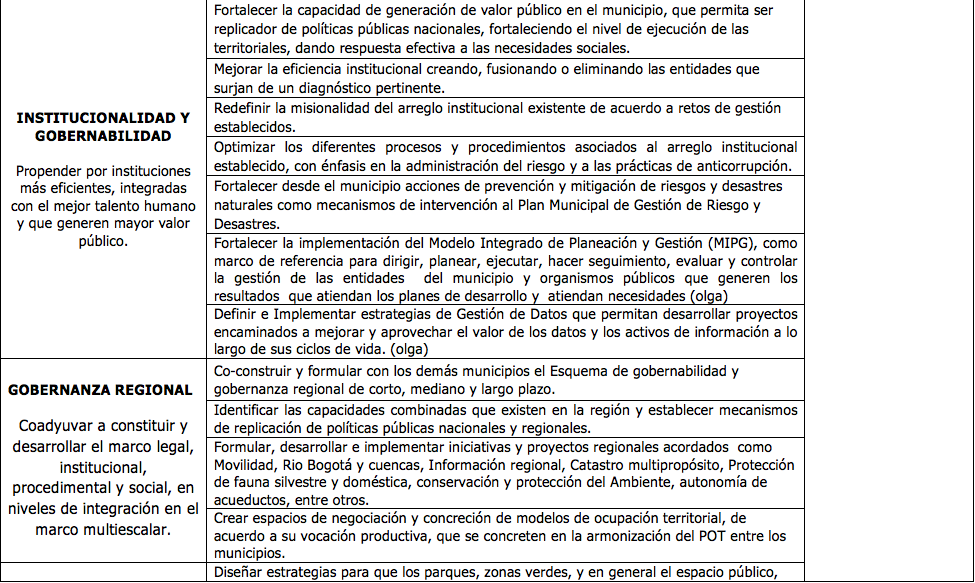 Fortalecer la capacidad de generación de valor público en el municipio, que permita ser
replicador de políticas públicas nacionales, fortaleciendo el nivel de ejecución de las
territoriales, dando respuesta efectiva a las necesidades sociales.
Mejorar la eficiencia institucional creando, fusionando o eliminando las entidades que
surjan de un diagnóstico pertinente.
INSTITUCIONALIDAD Y
GOBERNABILIDAD
Propender por instituciones
más eficientes, integradas
con el mejor talento humano
y que generen mayor valor
público.
Redefinir la misionalidad del arreglo institucional existente de acuerdo a retos de gestión
establecidos.
Optimizar los diferentes procesos y procedimientos asociados al arreglo institucional
establecido, con énfasis en la administración del riesgo y a las prácticas de anticorrupción.
Fortalecer desde el municipio acciones de prevención y mitigación de riesgos y desastres
naturales como mecanismos de intervención al Plan Municipal de Gestión de Riesgo y
Desastres.
Fortalecer la implementación del Modelo Integrado de Planeación y Gestión (MIPG), como
marco de referencia para dirigir, planear, ejecutar, hacer seguimiento, evaluar y controlar
la gestión de las entidades del municipio y organismos públicos que generen los
resultados que atiendan los planes de desarrollo y atiendan necesidades (olga)
Definir e Implementar estrategias de Gestión de Datos que permitan desarrollar proyectos
encaminados a mejorar y aprovechar el valor de los datos y los activos de información a lo
largo de sus ciclos de vida. (olga)
GOBERNANZA REGIONAL
Coadyuvar a constituir y
desarrollar el marco legal,
institucional,
procedimental y social, en
niveles de integración en el
marco multiescalar.
Co-construir y formular con los demás municipios el Esquema de gobernabilidad y
gobernanza regional de corto, mediano y largo plazo.
Identificar las capacidades combinadas que existen en la región y establecer mecanismos
de replicación de políticas públicas nacionales y regionales.
Formular, desarrollar e implementar iniciativas y proyectos regionales acordados como
Movilidad, Rio Bogotá y cuencas, Información regional, Catastro multipropósito, Protección
de fauna silvestre y doméstica, conservación y protección del Ambiente, autonomía de
acueductos, entre otros.
Crear espacios de negociación y concreción de modelos de ocupación territorial, de
acuerdo a su vocación productiva, que se concreten en la armonización del POT entre los
municipios.
Diseñar estrategias para que los parques, zonas verdes, y en general el espacio público,